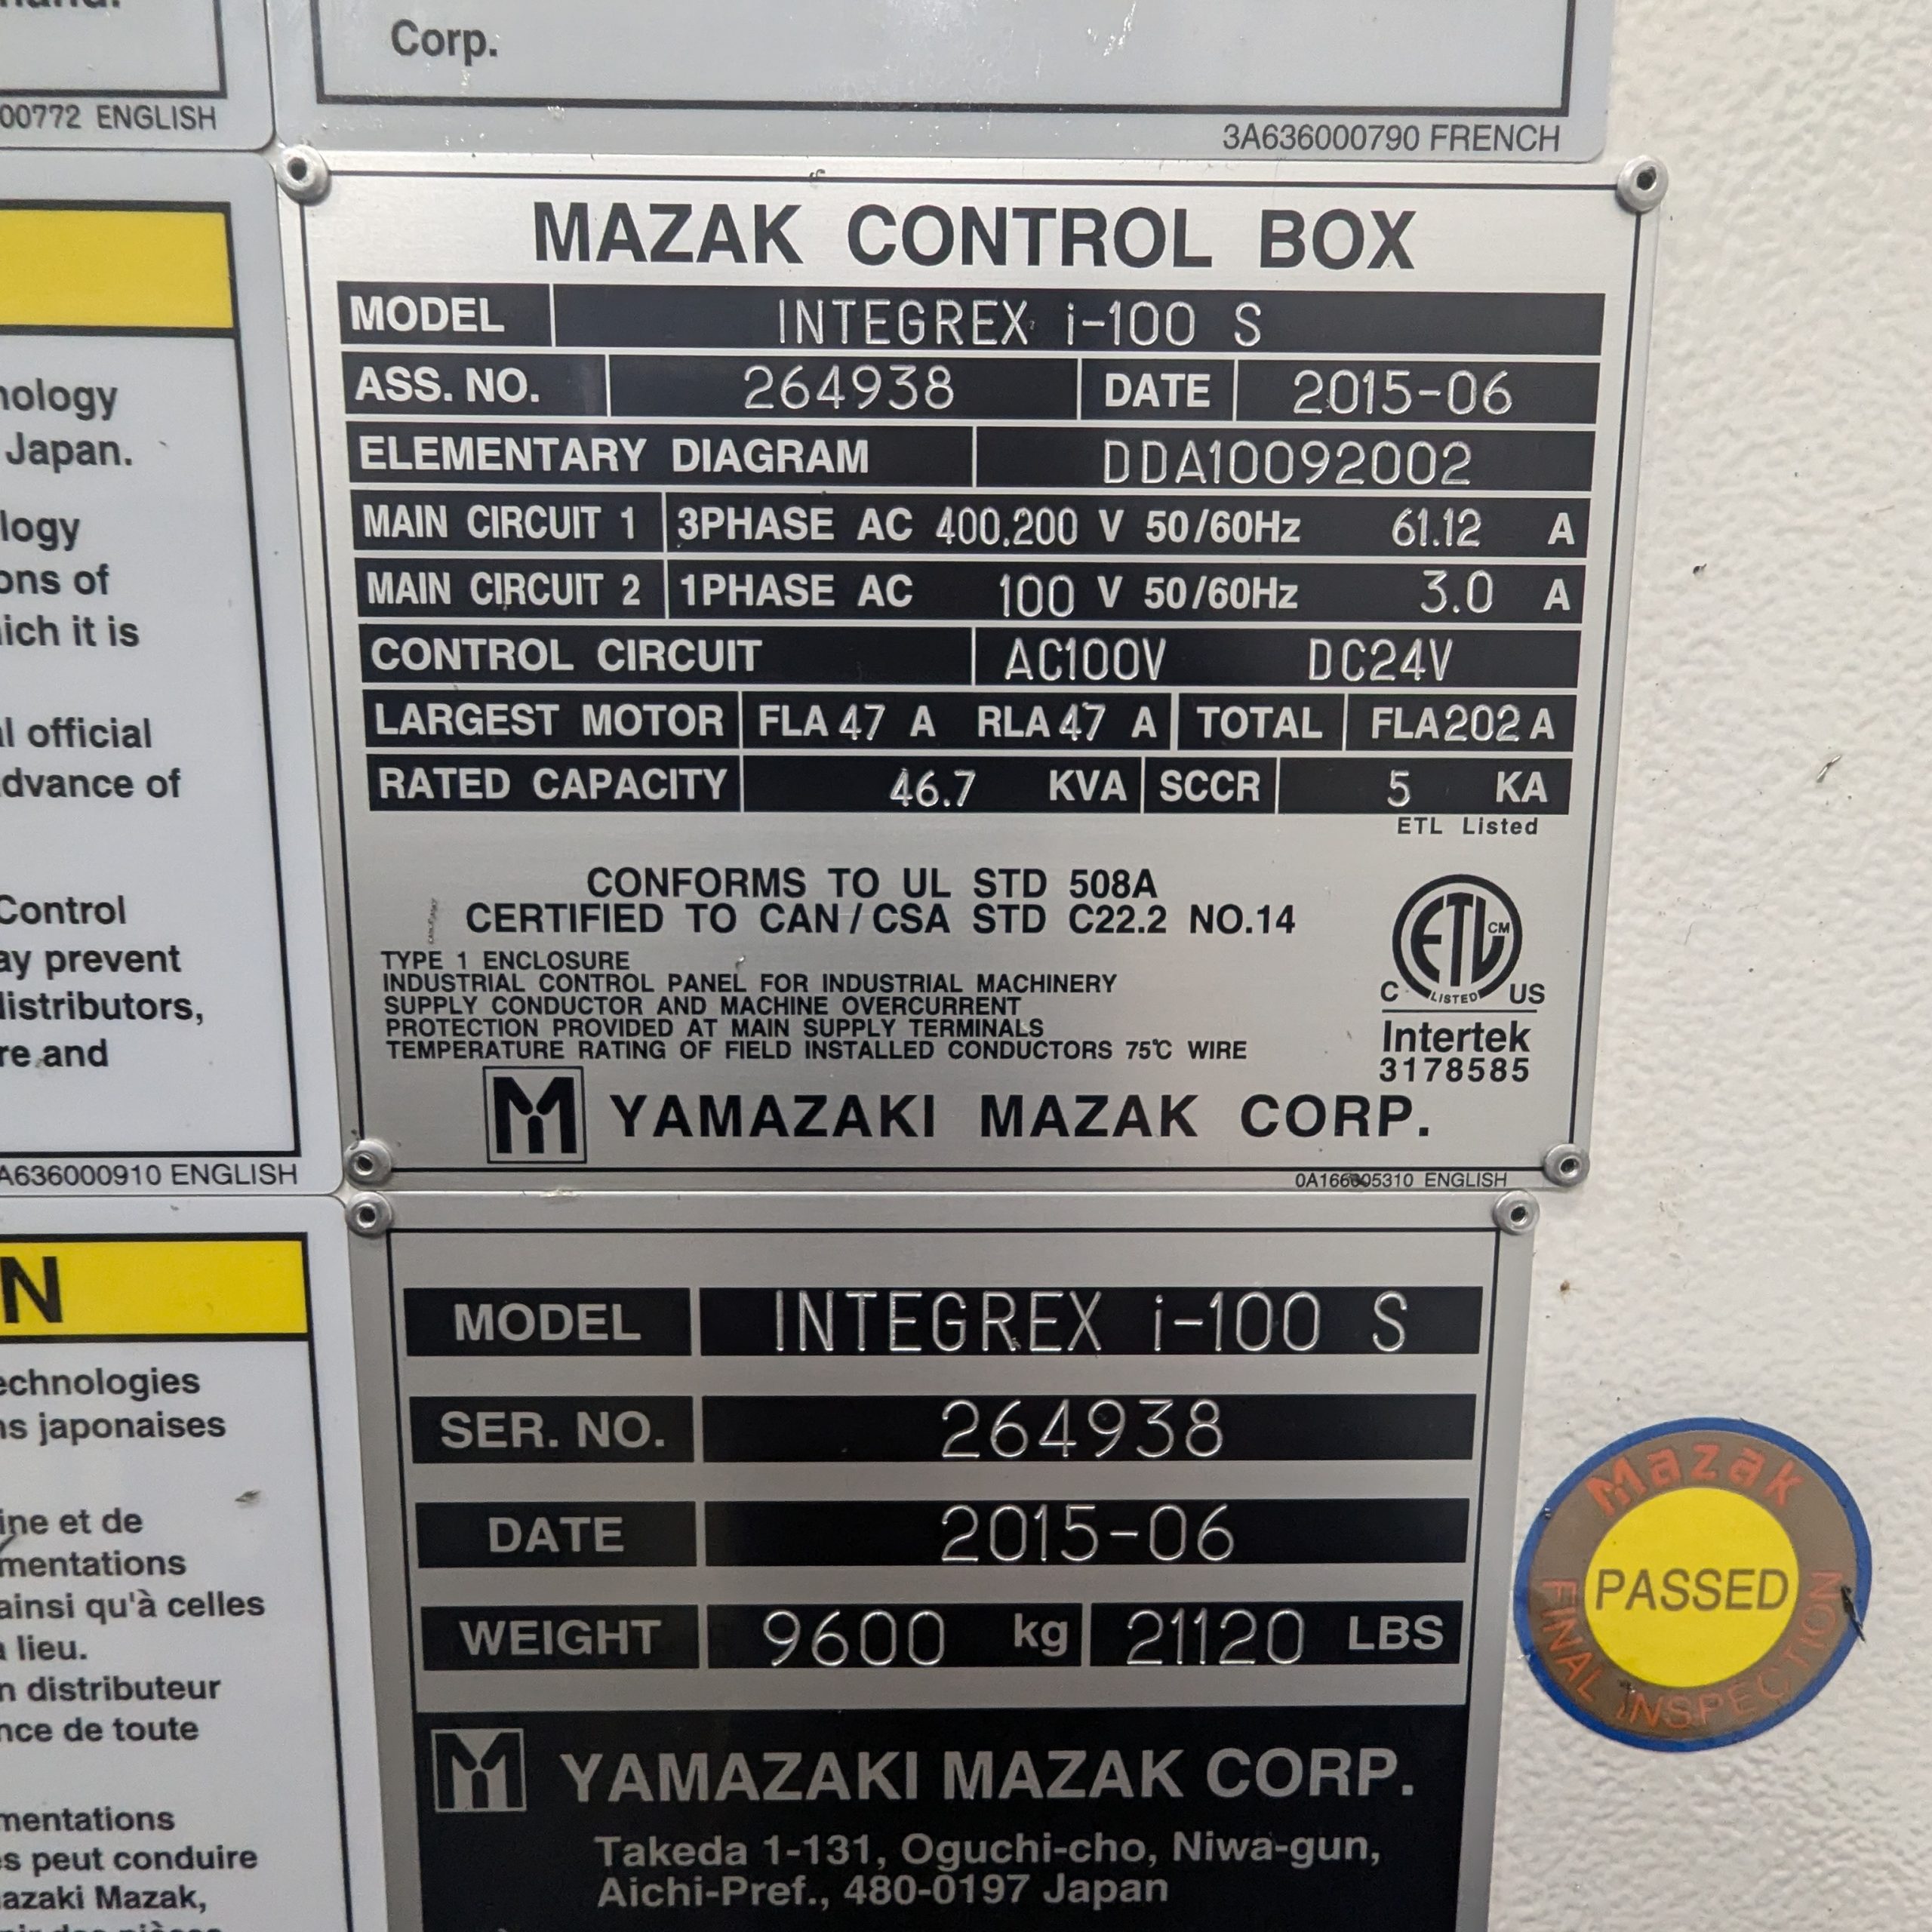 hand.
Corp.
00772 ENGLISH
3A636000790 FRENCH
nology
Japan.
logy
ons of
ich it is
l official
dvance of
Control
ay prevent
distributors,
re and
A636000910 ENGLISH
MAZAK CONTROL BOX
MODEL INTEGREX i-100 S
ASS. NO. 264938 DATE 2015-06
ELEMENTARY DIAGRAM DDA10092002
MAIN CIRCUIT 1 3PHASE AC 400.200 V 50/60Hz 61.12 A
MAIN CIRCUIT 2 1PHASE AC 100 V 50/60Hz 3.0 A
CONTROL CIRCUIT AC100V DC24V
LARGEST MOTOR FLA 47 A RLA 47 A TOTAL FLA 202 A
RATED CAPACITY 46.7 KVA SCCR 5 KA
ETL Listed
CONFORMS TO UL STD 508A
CERTIFIED TO CAN/CSA STD C22.2 NO.14
TYPE 1 ENCLOSURE
INDUSTRIAL CONTROL PANEL FOR INDUSTRIAL MACHINERY
SUPPLY CONDUCTOR AND MACHINE OVERCURRENT
PROTECTION PROVIDED AT MAIN SUPPLY TERMINALS
TEMPERATURE RATING OF FIELD INSTALLED CONDUCTORS 75℃ WIRE
ETL CM
C LISTED US
Intertek
3178585
YAMAZAKI MAZAK CORP.
0A166605310 ENGLISH
N
echnologies
ns japonaises
ine et de
mentations
ainsi qu'à celles
lieu.
n distributeur
nce de toute
mentations
s peut conduire
azaki Mazak,
MODEL INTEGREX i-100 S
SER. NO. 264938
DATE 2015-06
WEIGHT 9600 kg 21120 LBS
YAMAZAKI MAZAK CORP.
Takeda 1-131, Oguchi-cho, Niwa-gun,
Aichi-Pref., 480-0197 Japan
Mazak
PASSED
FINAL INSPECTION